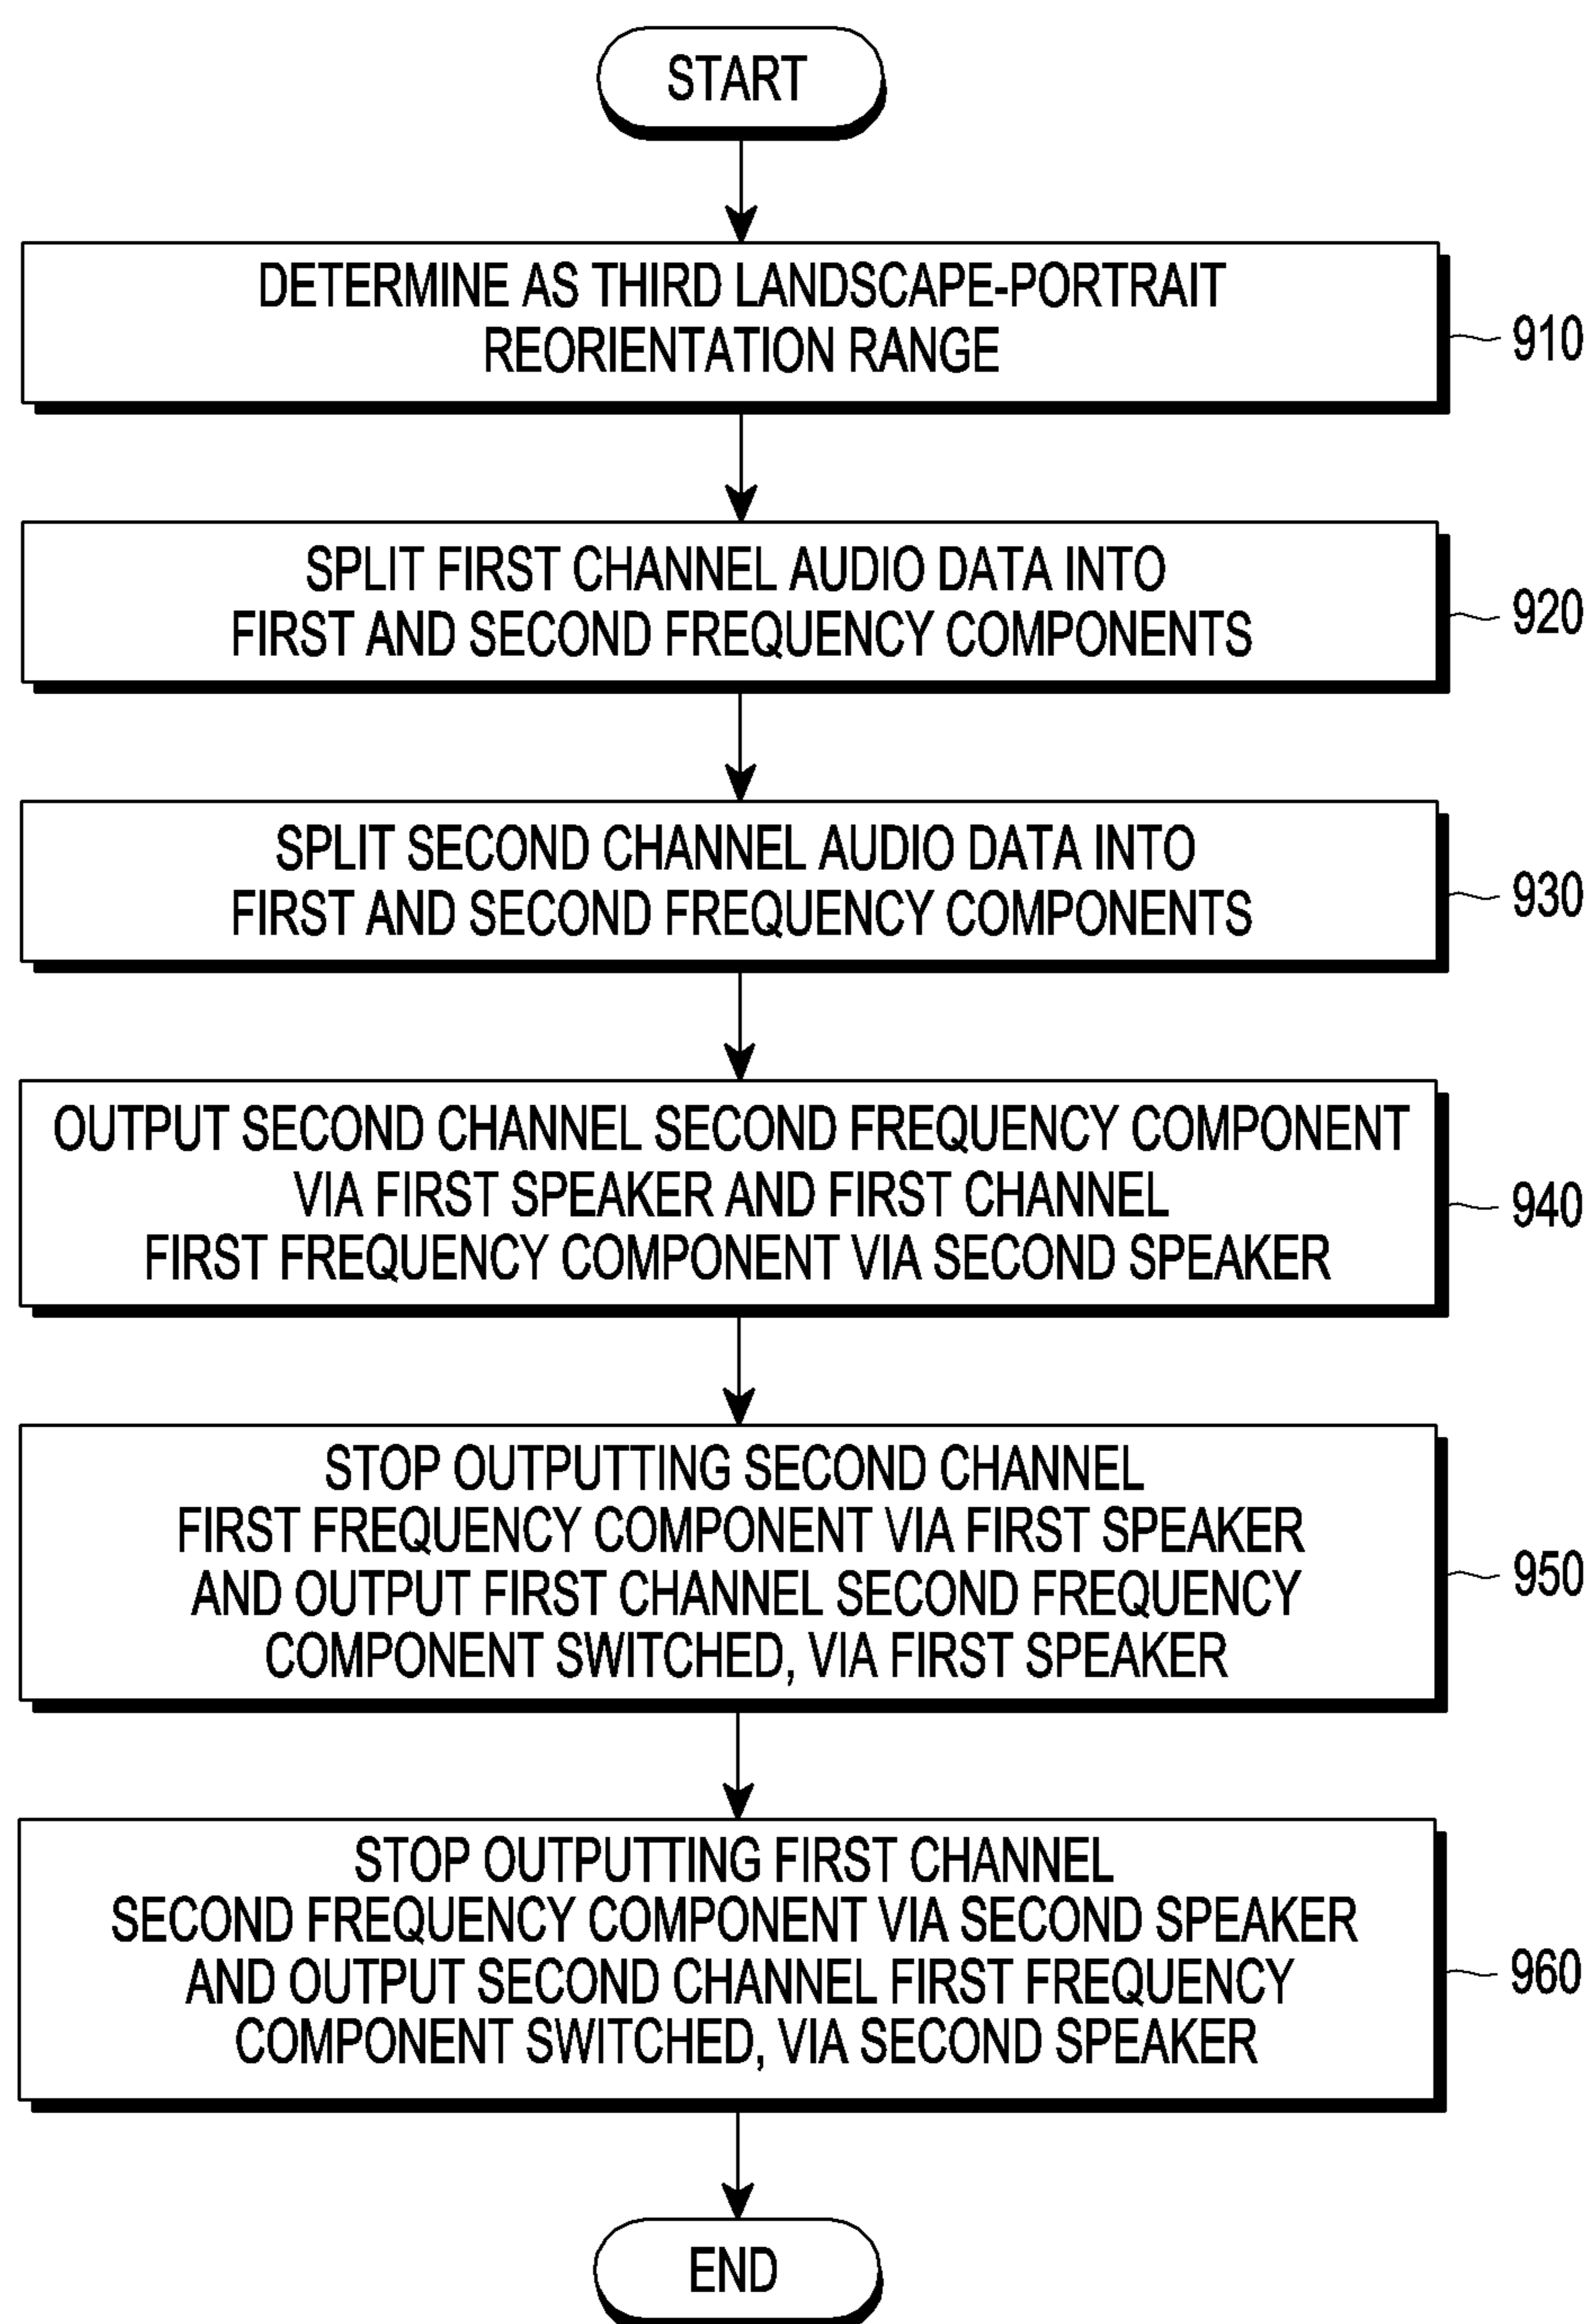 START
DETERMINE AS THIRD LANDSCAPE-PORTRAIT
REORIENTATION RANGE
910
SPLIT FIRST CHANNEL AUDIO DATA INTO
FIRST AND SECOND FREQUENCY COMPONENTS
920
SPLIT SECOND CHANNEL AUDIO DATA INTO
FIRST AND SECOND FREQUENCY COMPONENTS
930
OUTPUT SECOND CHANNEL SECOND FREQUENCY COMPONENT
VIA FIRST SPEAKER AND FIRST CHANNEL
FIRST FREQUENCY COMPONENT VIA SECOND SPEAKER
940
STOP OUTPUTTING SECOND CHANNEL
FIRST FREQUENCY COMPONENT VIA FIRST SPEAKER
AND OUTPUT FIRST CHANNEL SECOND FREQUENCY
COMPONENT SWITCHED, VIA FIRST SPEAKER
950
STOP OUTPUTTING FIRST CHANNEL
SECOND FREQUENCY COMPONENT VIA SECOND SPEAKER
AND OUTPUT SECOND CHANNEL FIRST FREQUENCY
COMPONENT SWITCHED, VIA SECOND SPEAKER
960
END